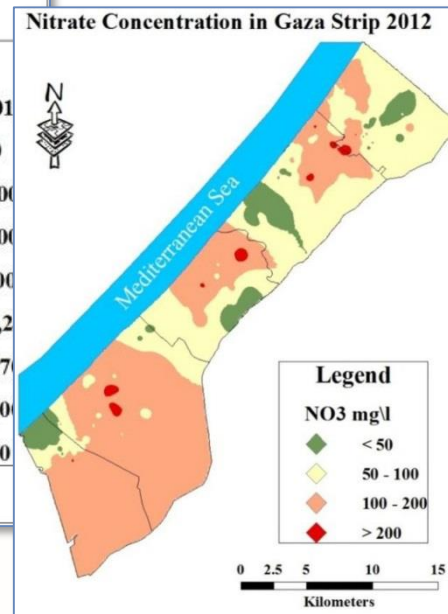 Nitrate Concentration in Gaza Strip 2012
N
Mediterranean Sea
Legend
NO3 mg\l
< 50
50 - 100
100 - 200
> 200
0 2.5 5 10 15
Kilometers